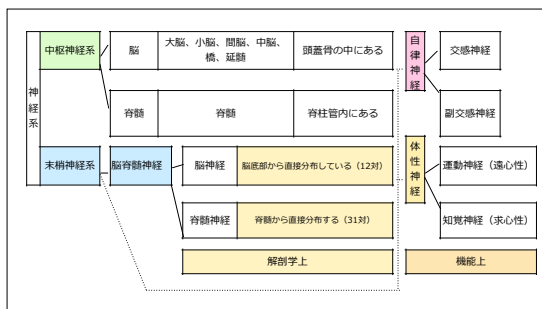 神経系
中枢神経系
脳
大脳、小脳、間脳、中脳、
橋、延髄
頭蓋骨の中にある
脊髄
脊髄
脊柱管内にある
末梢神経系
脳脊髄神経
脳神経
脳底部から直接分布している（12対）
脊髄神経
脊髄から直接分布する（31対）
解剖学上
自律神経
交感神経
副交感神経
体性神経
運動神経（遠心性）
知覚神経（求心性）
機能上